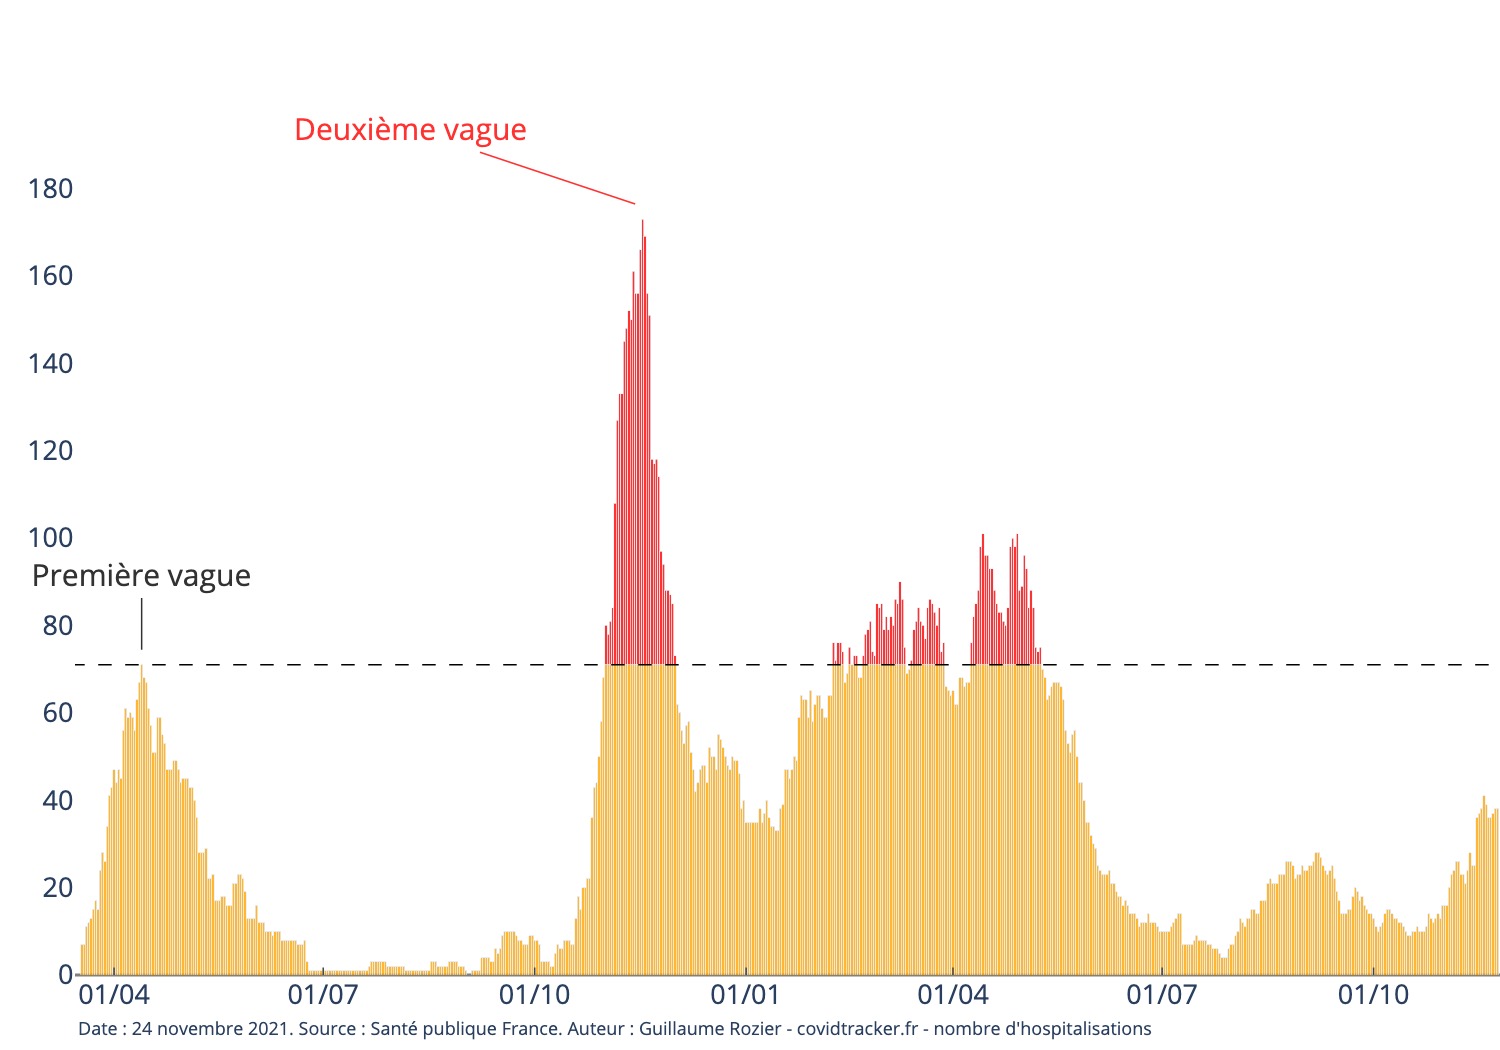 Deuxième vague
180
160
140
120
100
Première vague
80
60
40
20
0
01/04 01/07 01/10 01/01 01/04 01/07 01/10
Date : 24 novembre 2021. Source : Santé publique France. Auteur : Guillaume Rozier - covidtracker.fr - nombre d'hospitalisations